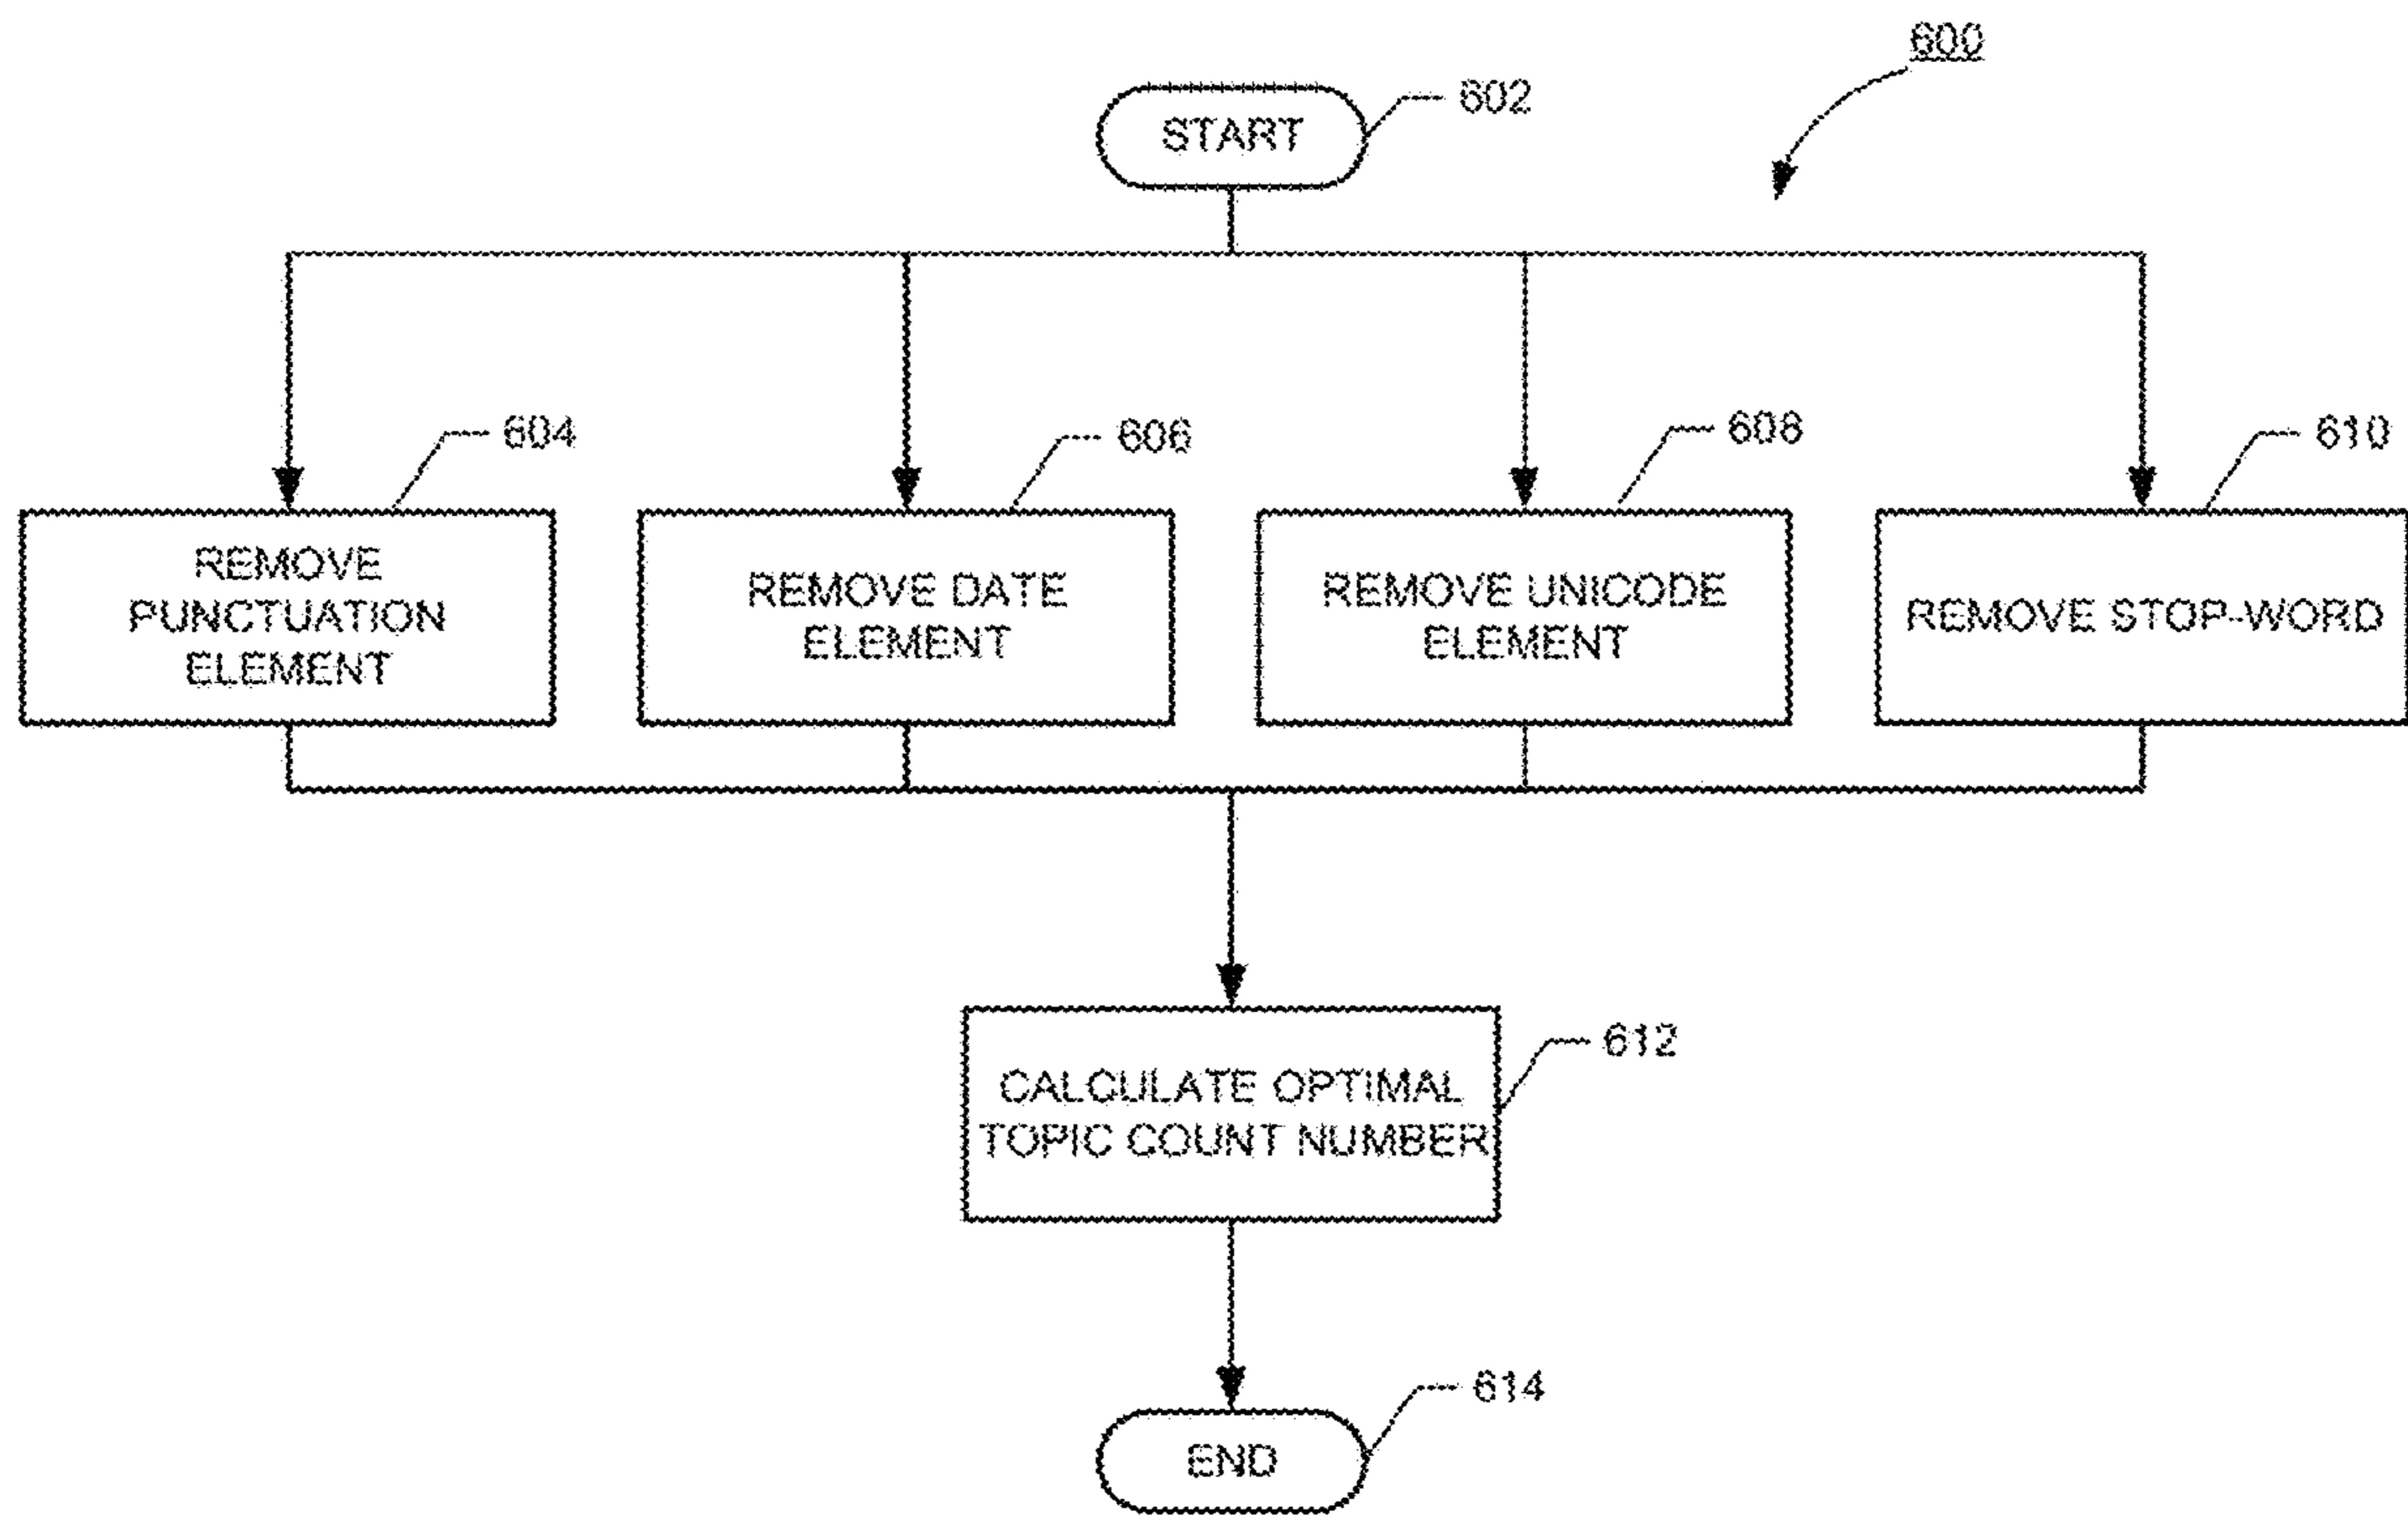 600
602
START
604
606
608
610
REMOVE
PUNCTUATION
ELEMENT
REMOVE DATE
ELEMENT
REMOVE UNICODE
ELEMENT
REMOVE STOP-WORD
612
CALCULATE OPTIMAL
TOPIC COUNT NUMBER
614
END